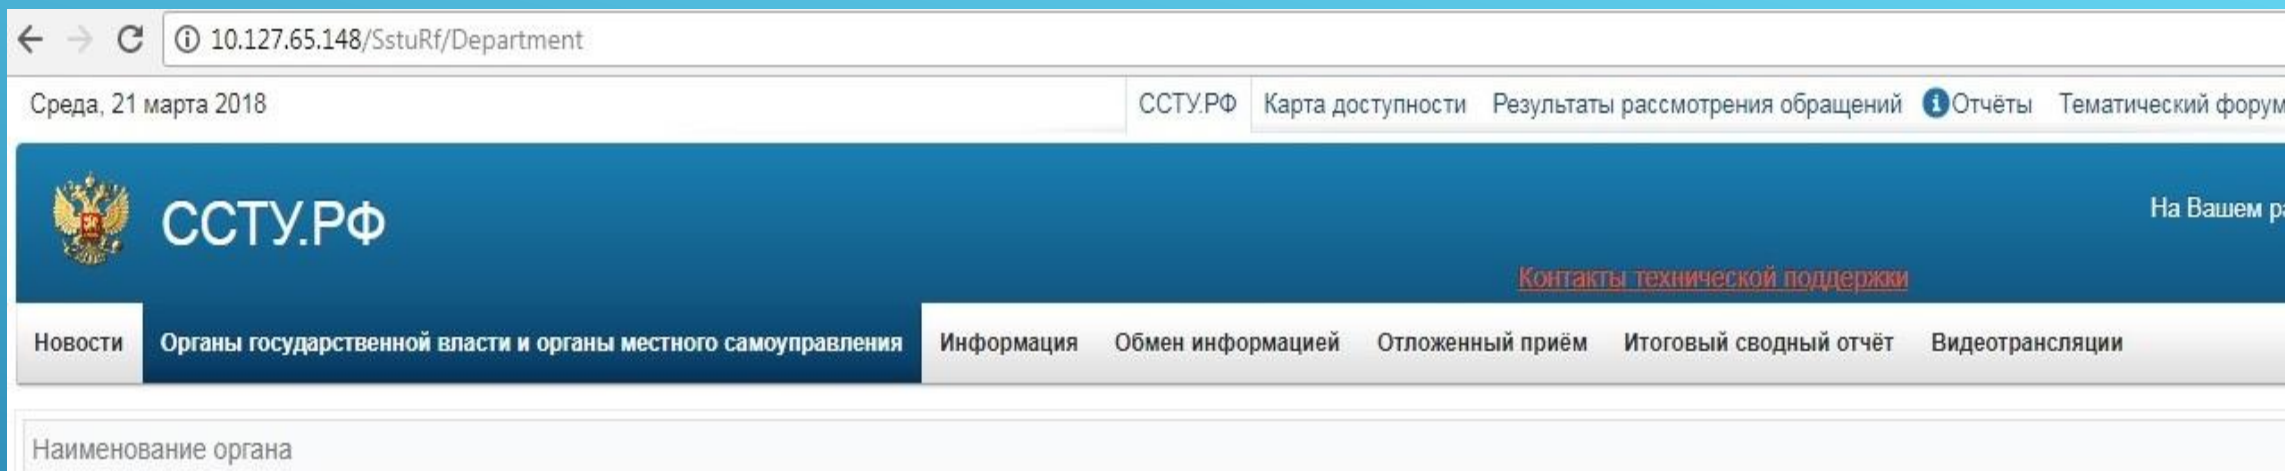 10.127.65.148/SstuRf/Department
Среда, 21 марта 2018 ССТУ.РФ Карта доступности Результаты рассмотрения обращений Отчёты Тематический форум
ССТУ.РФ
На Вашем
Контакты технической поддержки
Новости Органы государственной власти и органы местного самоуправления Информация Обмен информацией Отложенный приём Итоговый сводный отчёт Видеотрансляции
Наименование органа